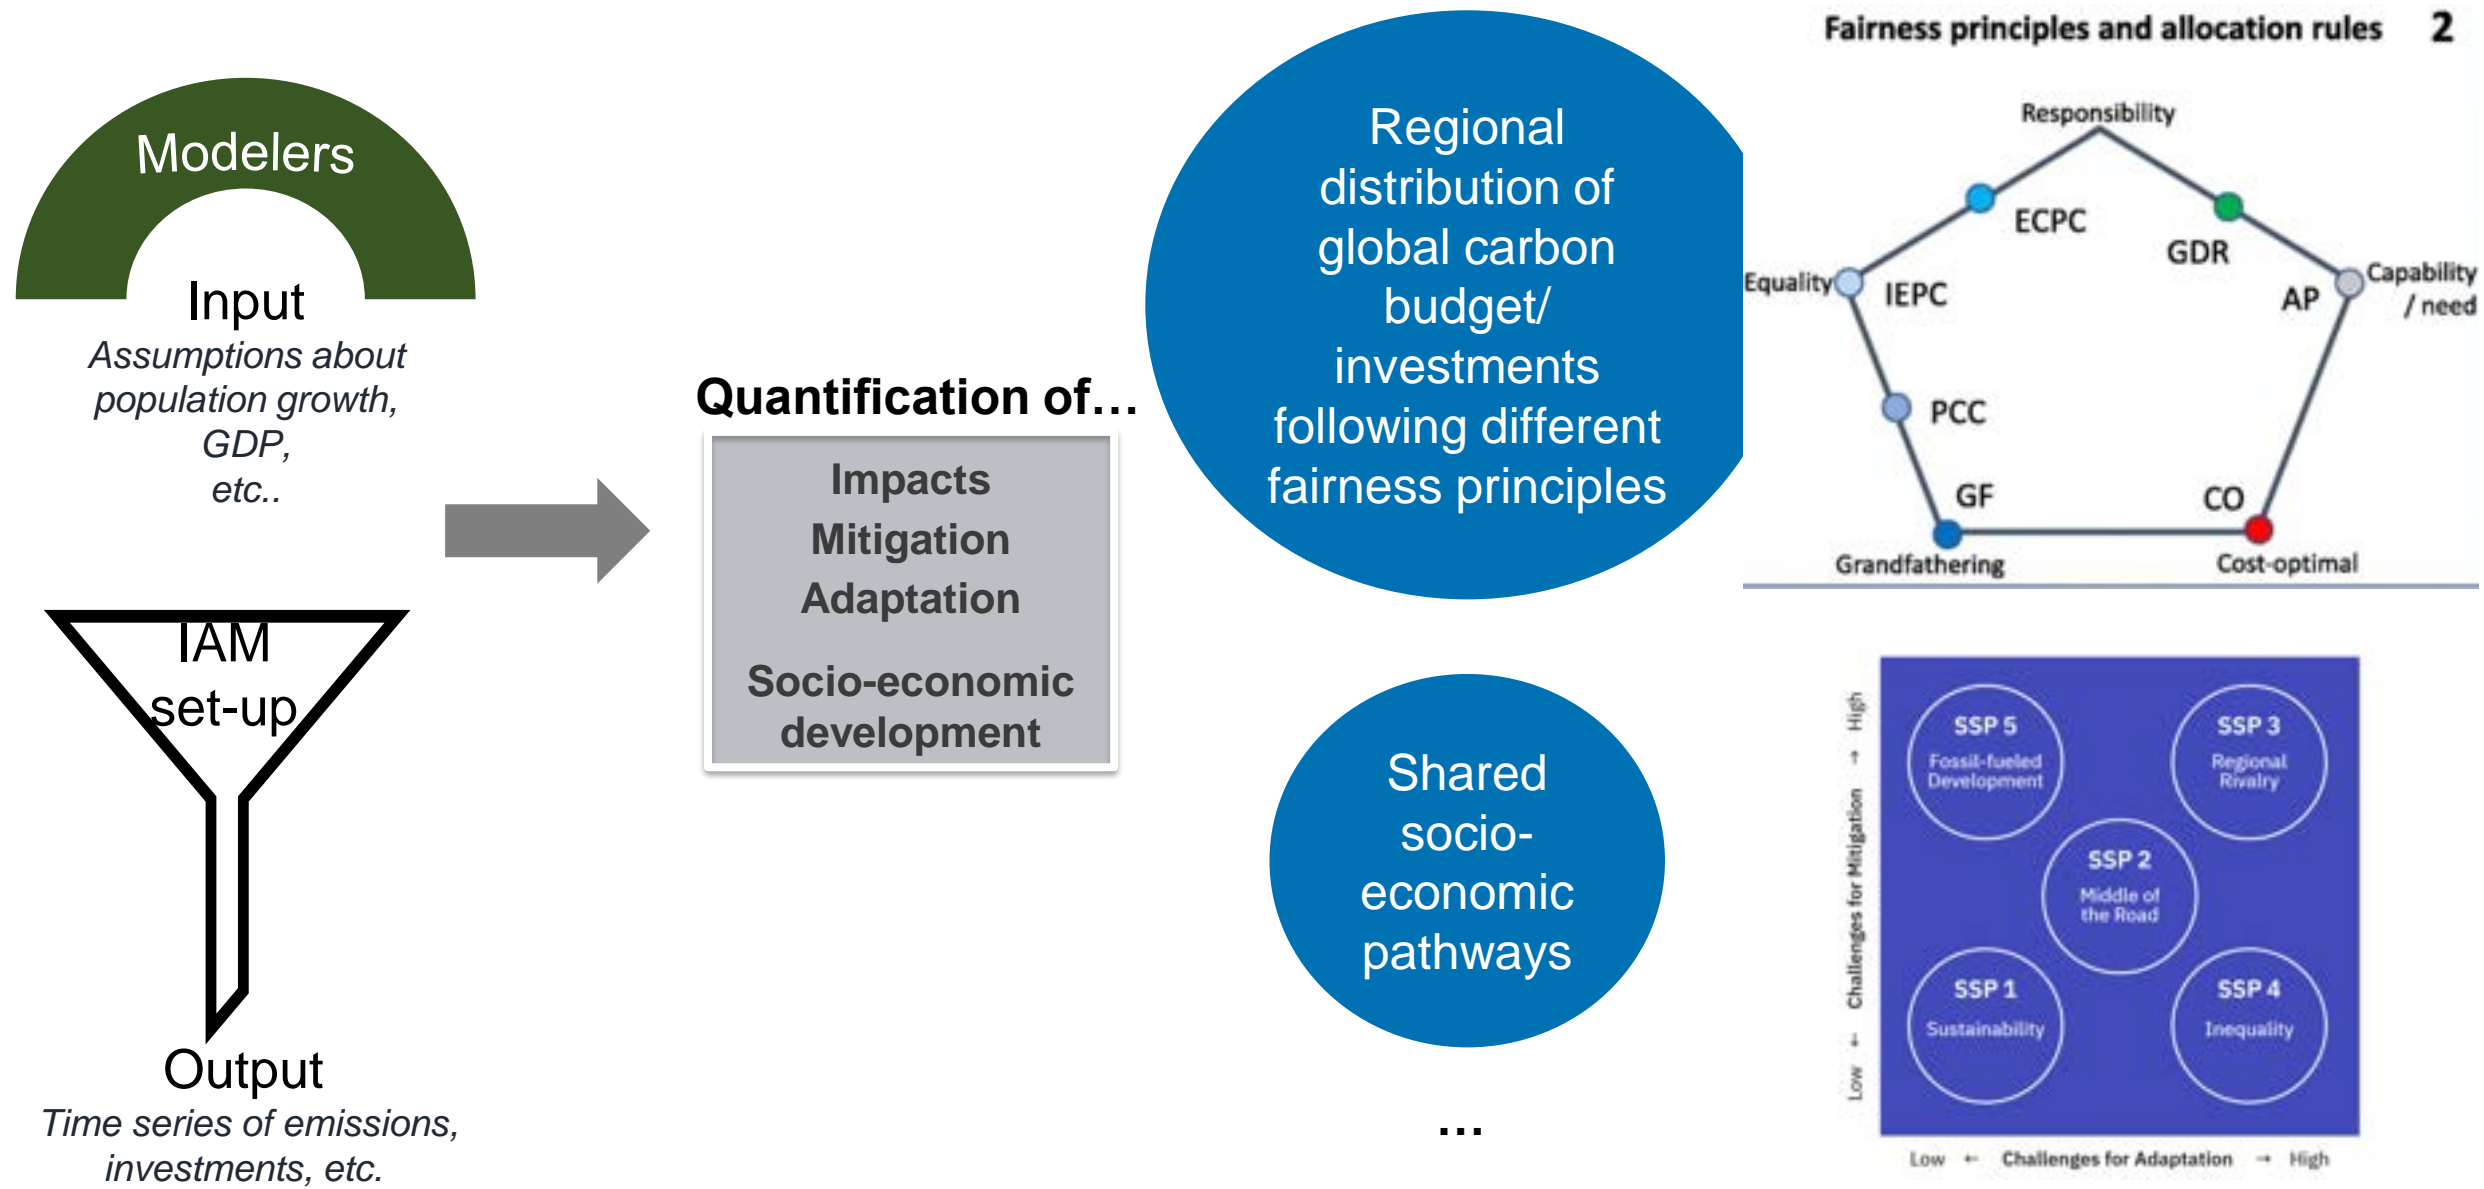 Modelers
Input
Assumptions about
population growth,
GDP,
etc..
IAM
set-up
Output
Time series of emissions,
investments, etc.
Quantification of…
Impacts
Mitigation
Adaptation
Socio-economic
development
Regional
distribution of
global carbon
budget/
investments
following different
fairness principles
Shared
socio-
economic
pathways
…
Fairness principles and allocation rules 2
Responsibility
ECPC
GDR
Equality
IEPC
AP
Capability
/ need
PCC
GF
CO
Grandfathering
Cost-optimal
Low ← Challenges for Mitigation → High
SSP 5
Fossil-fueled
Development
SSP 3
Regional
Rivalry
SSP 2
Middle of
the Road
SSP 1
Sustainability
SSP 4
Inequality
Low ← Challenges for Adaptation → High